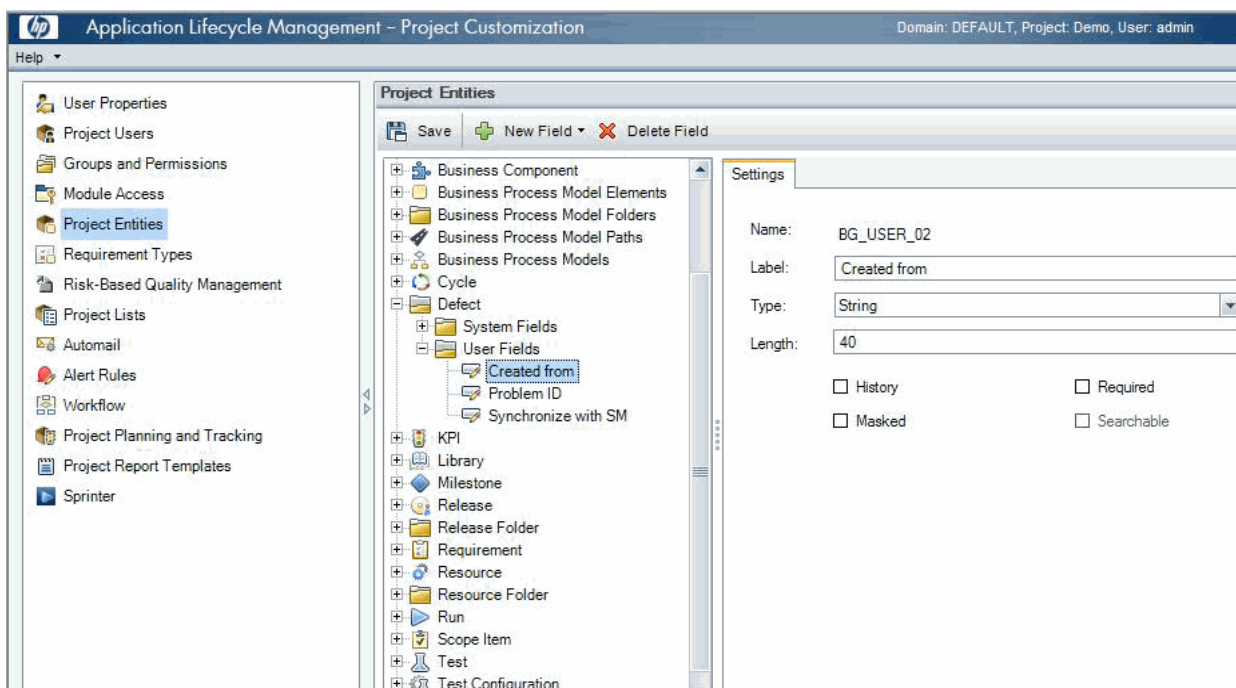 hp Application Lifecycle Management – Project Customization Domain: DEFAULT, Project: Demo, User: admin
Help
User Properties
Project Users
Groups and Permissions
Module Access
Project Entities
Requirement Types
Risk-Based Quality Management
Project Lists
Automail
Alert Rules
Workflow
Project Planning and Tracking
Project Report Templates
Sprinter
Project Entities
Save New Field Delete Field
Business Component
Business Process Model Elements
Business Process Model Folders
Business Process Model Paths
Business Process Models
Cycle
Defect
System Fields
User Fields
Created from
Problem ID
Synchronize with SM
KPI
Library
Milestone
Release
Release Folder
Requirement
Resource
Resource Folder
Run
Scope Item
Test
Test Configuration
Settings
Name: BG_USER_02
Label: Created from
Type: String
Length: 40
History Required
Masked Searchable